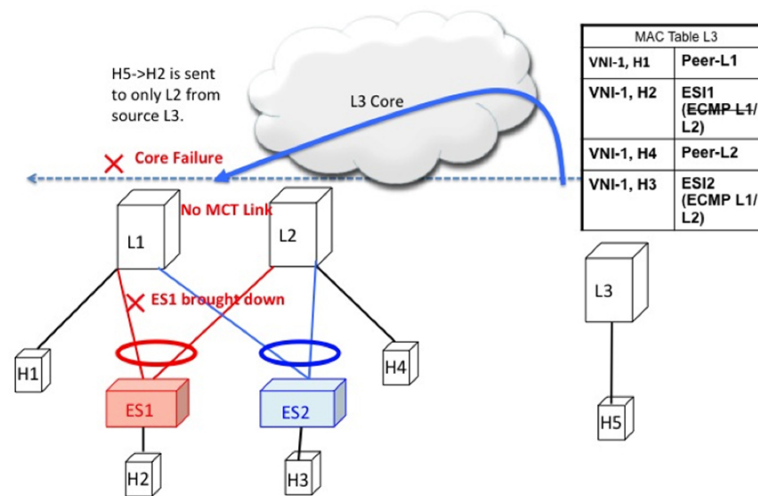 MAC Table L3
VNI-1, H1 Peer-L1
VNI-1, H2 ESI1
(ECMP L1/
L2)
VNI-1, H4 Peer-L2
VNI-1, H3 ESI2
(ECMP L1/
L2)
H5->H2 is sent
to only L2 from
source L3.
L3 Core
Core Failure
No MCT Link
L1
L2
L3
ES1 brought down
H1
H4
ES1
ES2
H5
H2
H3